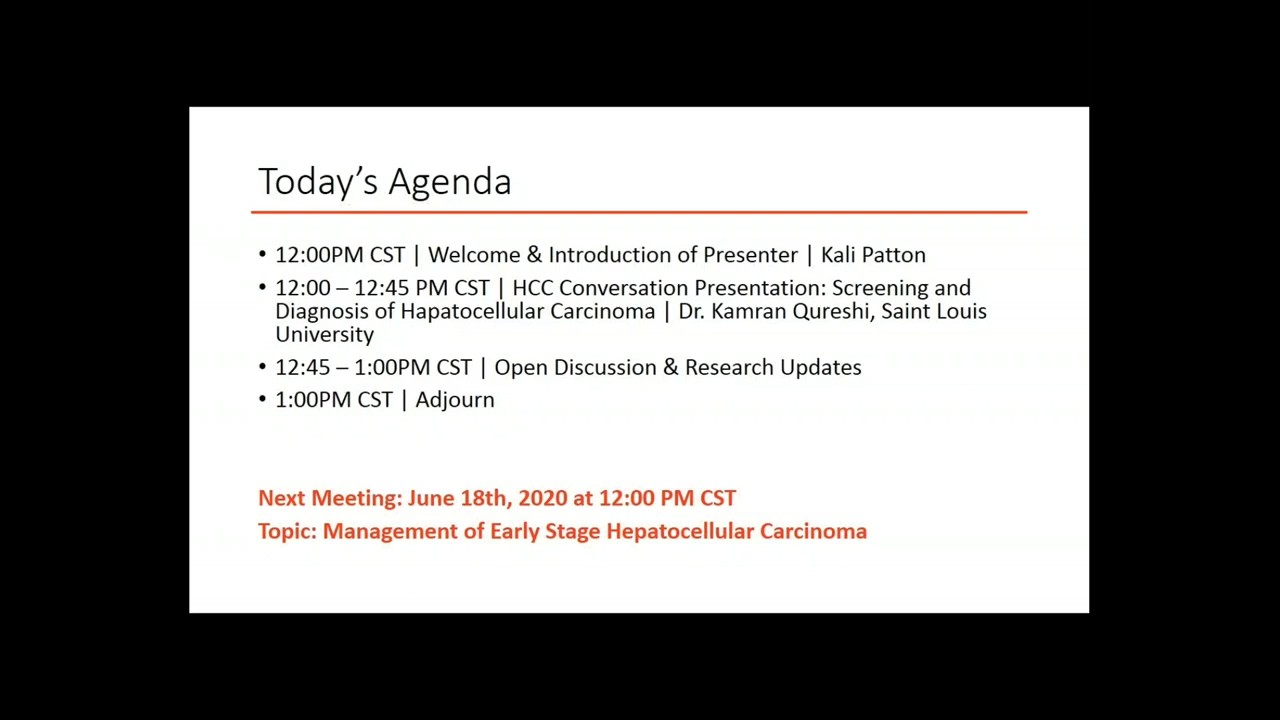 Today’s Agenda
• 12:00PM CST | Welcome & Introduction of Presenter | Kali Patton
• 12:00 – 12:45 PM CST | HCC Conversation Presentation: Screening and
Diagnosis of Hapatocellular Carcinoma | Dr. Kamran Qureshi, Saint Louis
University
• 12:45 – 1:00PM CST | Open Discussion & Research Updates
• 1:00PM CST | Adjourn
Next Meeting: June 18th, 2020 at 12:00 PM CST
Topic: Management of Early Stage Hepatocellular Carcinoma